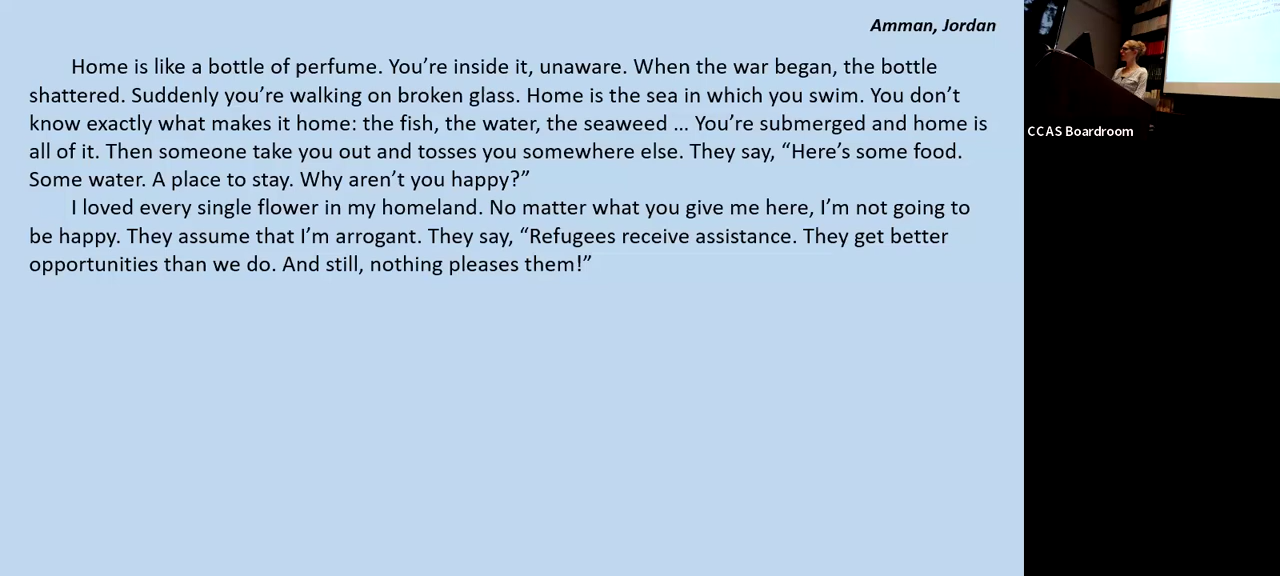 Amman, Jordan
Home is like a bottle of perfume. You’re inside it, unaware. When the war began, the bottle
shattered. Suddenly you’re walking on broken glass. Home is the sea in which you swim. You don’t
know exactly what makes it home: the fish, the water, the seaweed ... You’re submerged and home is
all of it. Then someone take you out and tosses you somewhere else. They say, “Here’s some food.
Some water. A place to stay. Why aren’t you happy?”
I loved every single flower in my homeland. No matter what you give me here, I’m not going to
be happy. They assume that I’m arrogant. They say, “Refugees receive assistance. They get better
opportunities than we do. And still, nothing pleases them!”
CCAS Boardroom